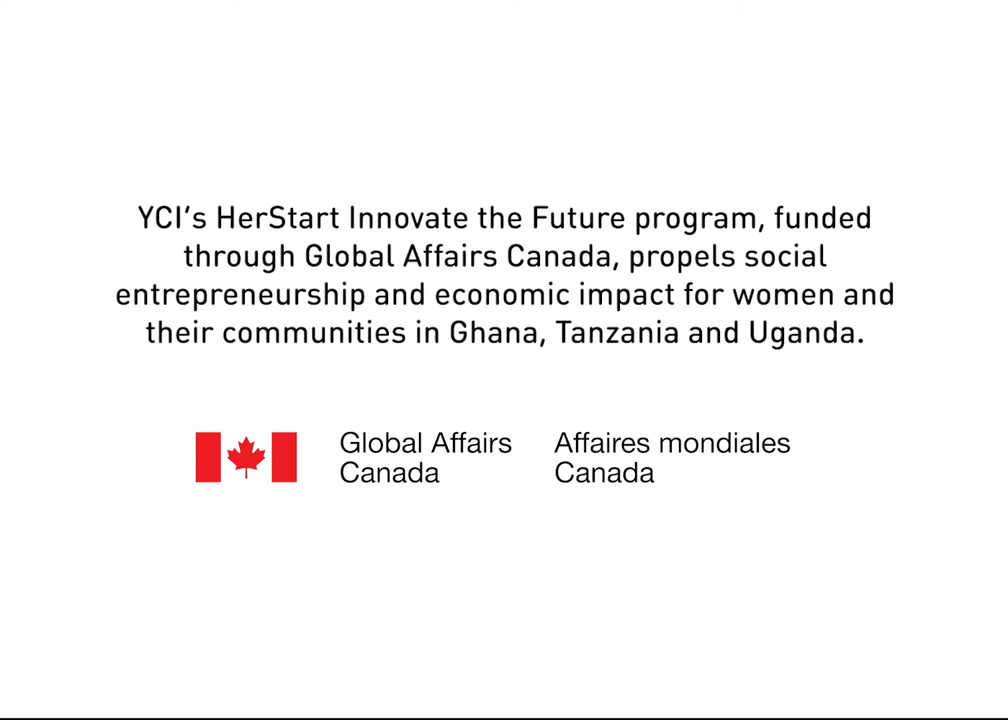 YCI's HerStart Innovate the Future program, funded
through Global Affairs Canada, propels social
entrepreneurship and economic impact for women and
their communities in Ghana, Tanzania and Uganda.
Global Affairs
Canada
Affaires mondiales
Canada